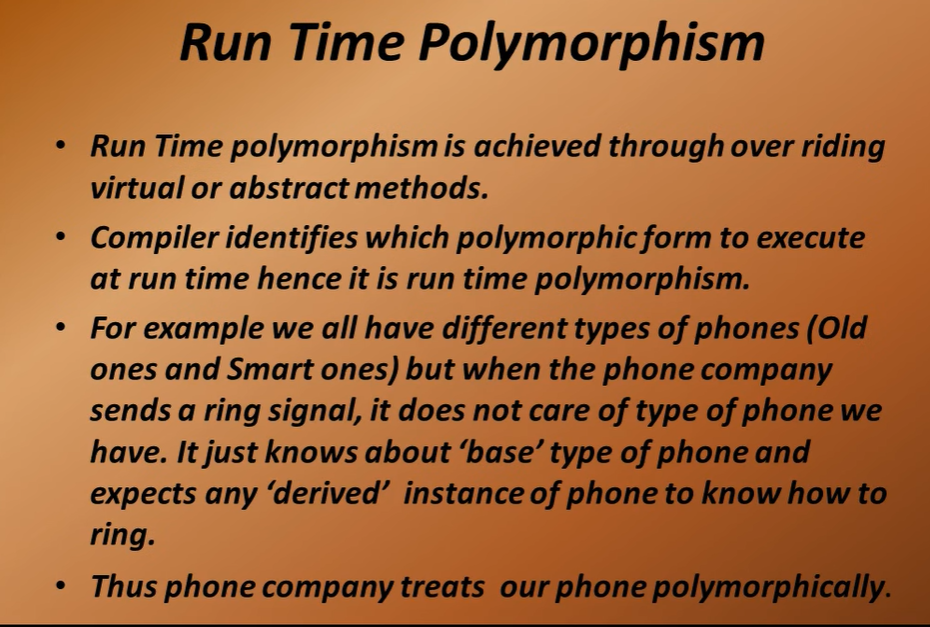 Run Time Polymorphism
• Run Time polymorphism is achieved through over riding
virtual or abstract methods.
• Compiler identifies which polymorphic form to execute
at run time hence it is run time polymorphism.
• For example we all have different types of phones (Old
ones and Smart ones) but when the phone company
sends a ring signal, it does not care of type of phone we
have. It just knows about ‘base’ type of phone and
expects any ‘derived’ instance of phone to know how to
ring.
• Thus phone company treats our phone polymorphically.